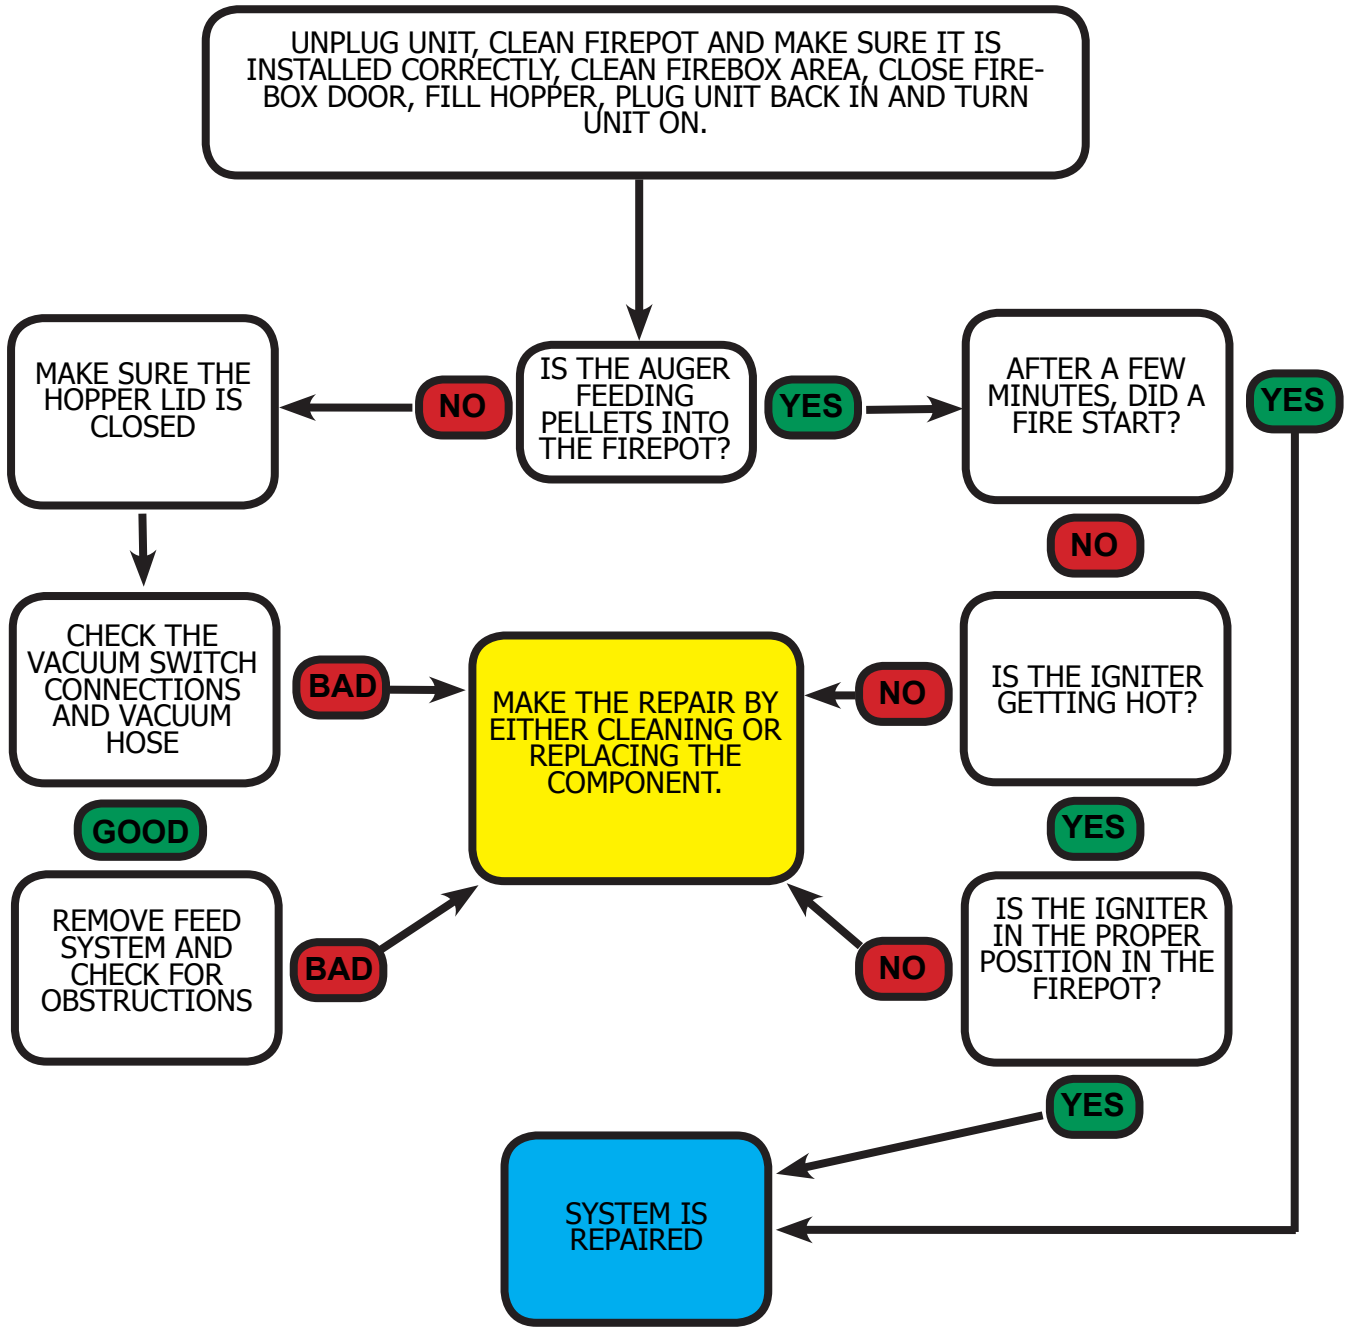 UNPLUG UNIT, CLEAN FIREPOT AND MAKE SURE IT IS
INSTALLED CORRECTLY, CLEAN FIREBOX AREA, CLOSE FIRE-
BOX DOOR, FILL HOPPER, PLUG UNIT BACK IN AND TURN
UNIT ON.
MAKE SURE THE
HOPPER LID IS
CLOSED
NO
IS THE AUGER
FEEDING
PELLETS INTO
THE FIREPOT?
YES
AFTER A FEW
MINUTES, DID A
FIRE START?
YES
NO
CHECK THE
VACUUM SWITCH
CONNECTIONS
AND VACUUM
HOSE
BAD
MAKE THE REPAIR BY
EITHER CLEANING OR
REPLACING THE
COMPONENT.
NO
IS THE IGNITER
GETTING HOT?
GOOD
YES
REMOVE FEED
SYSTEM AND
CHECK FOR
OBSTRUCTIONS
BAD
NO
IS THE IGNITER
IN THE PROPER
POSITION IN THE
FIREPOT?
YES
SYSTEM IS
REPAIRED